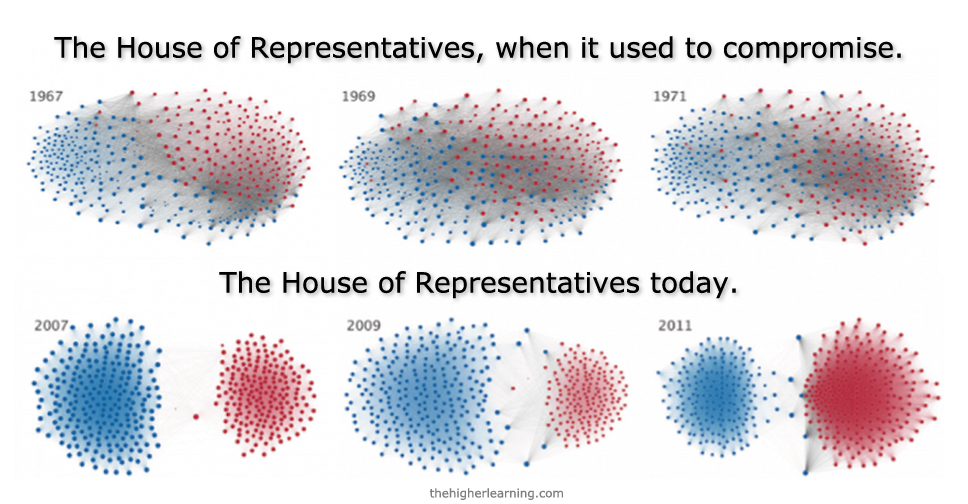 The House of Representatives, when it used to compromise.
1967
1969
1971
The House of Representatives today.
2007
2009
2011
thehigherlearning.com